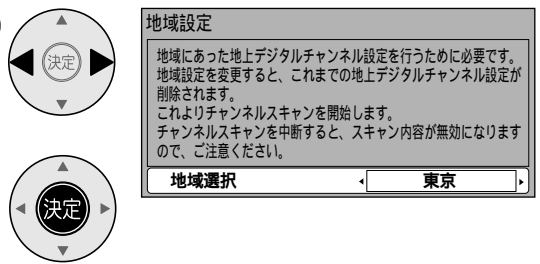 決定
決定
地域設定
地域にあった地上デジタルチャンネル設定を行うために必要です。
地域設定を変更すると、これまでの地上デジタルチャンネル設定が
削除されます。
これよりチャンネルスキャンを開始します。
チャンネルスキャンを中断すると、スキャン内容が無効になります
ので、ご注意ください。
地域選択 東京